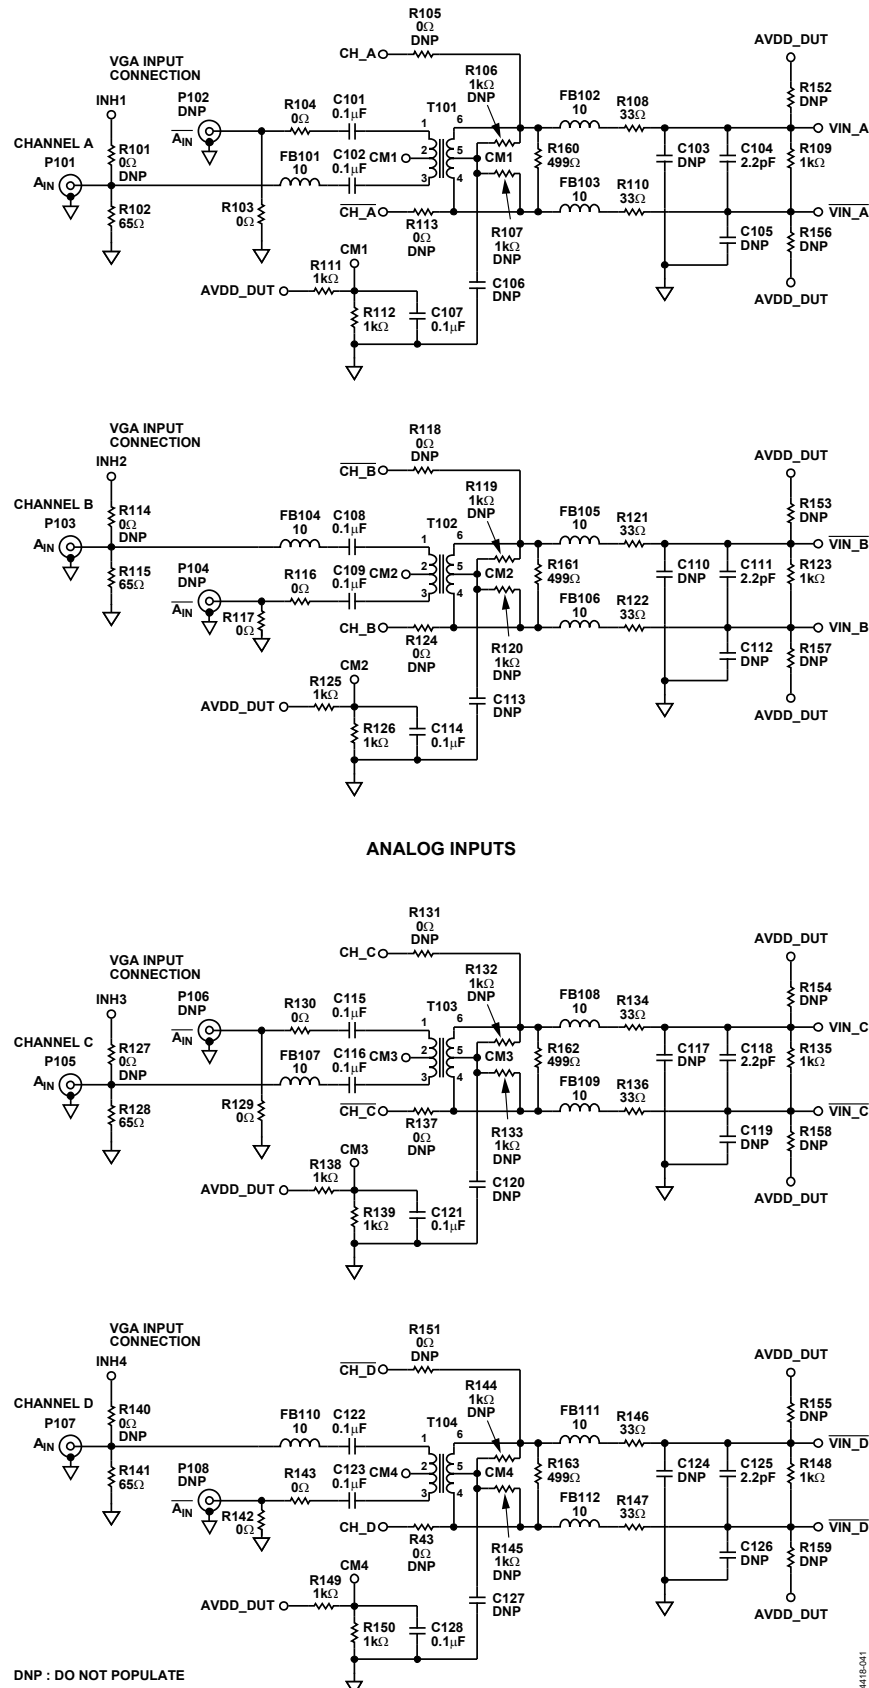 R105
0Ω
DNP
CH_A
AVDD_DUT
VGA INPUT
CONNECTION
INH1
P102
DNP
A̅I̅N̅
R104
0Ω
C101
0.1μF
T101
R106
1kΩ
DNP
FB102
10
R108
33Ω
R152
DNP
VIN_A
CHANNEL A
P101
AIN
R101
0Ω
DNP
FB101
10
C102
0.1μF
CM1
1
2
3
6
5
4
CM1
R160
499Ω
C103
DNP
C104
2.2pF
R109
1kΩ
R102
65Ω
R103
0Ω
C̅H̅_̅A̅
R113
0Ω
DNP
R107
1kΩ
DNP
FB103
10
R110
33Ω
V̅I̅N̅_̅A̅
C105
DNP
R156
DNP
AVDD_DUT
R111
1kΩ
CM1
AVDD_DUT
R112
1kΩ
C107
0.1μF
C106
DNP
R118
0Ω
DNP
C̅H̅_̅B̅
AVDD_DUT
VGA INPUT
CONNECTION
INH2
CHANNEL B
P103
AIN
R114
0Ω
DNP
FB104
10
C108
0.1μF
T102
R119
1kΩ
DNP
FB105
10
R121
33Ω
R153
DNP
V̅I̅N̅_̅B̅
R115
65Ω
P104
DNP
A̅I̅N̅
R116
0Ω
C109
0.1μF
CM2
1
2
3
6
5
4
CM2
R161
499Ω
C110
DNP
C111
2.2pF
R123
1kΩ
R117
0Ω
CH_B
R124
0Ω
DNP
R120
1kΩ
DNP
FB106
10
R122
33Ω
VIN_B
C112
DNP
R157
DNP
AVDD_DUT
R125
1kΩ
CM2
AVDD_DUT
R126
1kΩ
C114
0.1μF
C113
DNP
ANALOG INPUTS
R131
0Ω
DNP
CH_C
AVDD_DUT
VGA INPUT
CONNECTION
INH3
P106
DNP
A̅I̅N̅
R130
0Ω
C115
0.1μF
T103
R132
1kΩ
DNP
FB108
10
R134
33Ω
R154
DNP
VIN_C
CHANNEL C
P105
AIN
R127
0Ω
DNP
FB107
10
C116
0.1μF
CM3
1
2
3
6
5
4
CM3
R162
499Ω
C117
DNP
C118
2.2pF
R135
1kΩ
R128
65Ω
R129
0Ω
C̅H̅_̅C̅
R137
0Ω
DNP
R133
1kΩ
DNP
FB109
10
R136
33Ω
V̅I̅N̅_̅C̅
C119
DNP
R158
DNP
AVDD_DUT
R138
1kΩ
CM3
AVDD_DUT
R139
1kΩ
C121
0.1μF
C120
DNP
R151
0Ω
DNP
C̅H̅_̅D̅
AVDD_DUT
VGA INPUT
CONNECTION
INH4
CHANNEL D
P107
AIN
R140
0Ω
DNP
FB110
10
C122
0.1μF
T104
R144
1kΩ
DNP
FB111
10
R146
33Ω
R155
DNP
V̅I̅N̅_̅D̅
R141
65Ω
P108
DNP
A̅I̅N̅
R143
0Ω
C123
0.1μF
CM4
1
2
3
6
5
4
CM4
R163
499Ω
C124
DNP
C125
2.2pF
R148
1kΩ
R142
0Ω
CH_D
R43
0Ω
DNP
R145
1kΩ
DNP
FB112
10
R147
33Ω
V̅I̅N̅_̅D̅
C126
DNP
R159
DNP
AVDD_DUT
R149
1kΩ
CM4
AVDD_DUT
R150
1kΩ
C128
0.1μF
C127
DNP
DNP : DO NOT POPULATE
4418-041